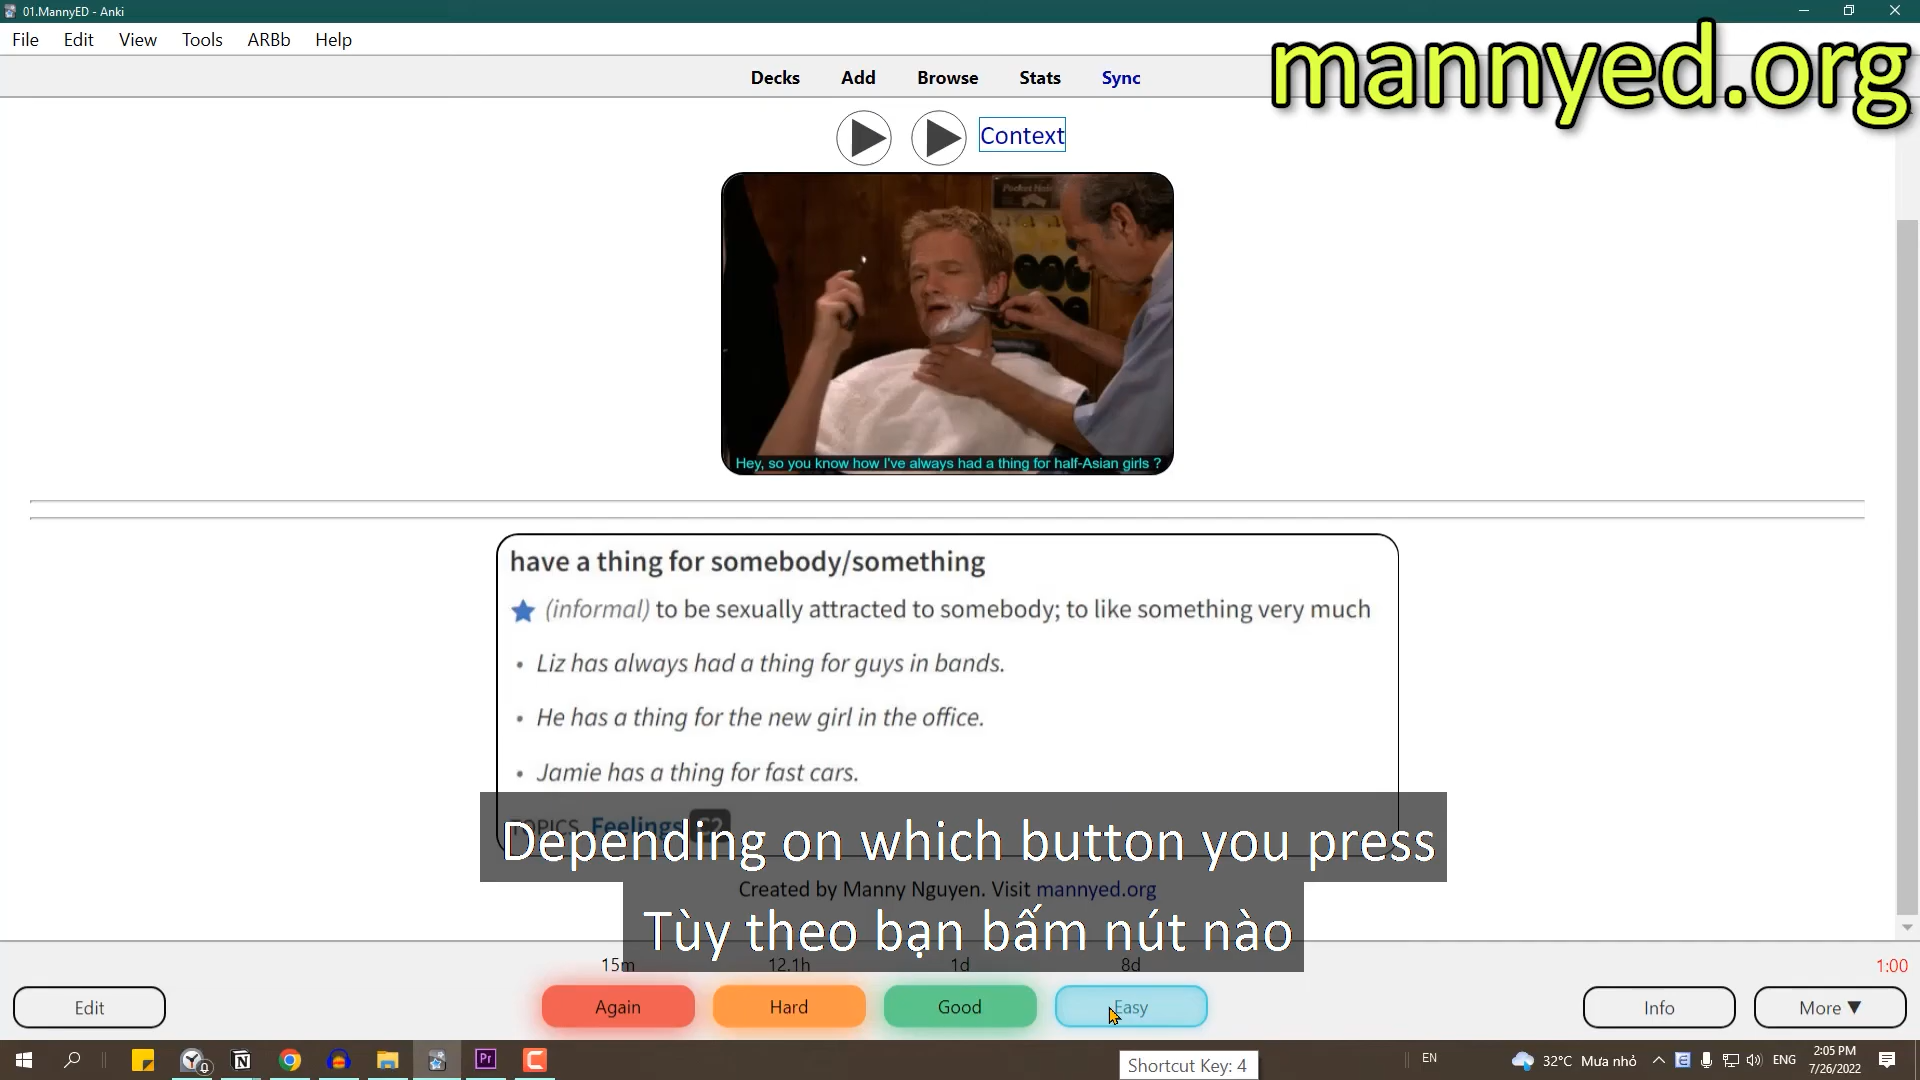 01.MannyED - Anki
File Edit View Tools ARBb Help
mannyed.org
Decks Add Browse Stats Sync
Context
Hey, so you know how I've always had a thing for half-Asian girls ?
have a thing for somebody/something
(informal) to be sexually attracted to somebody; to like something very much
• Liz has always had a thing for guys in bands.
• He has a thing for the new girl in the office.
• Jamie has a thing for fast cars.
TOPICS Feelings C2
Depending on which button you press
Created by Manny Nguyen. Visit mannyed.org
Tùy theo bạn bấm nút nào
15m 12.1h 1d 8d 1:00
Edit Again Hard Good Easy Info More ▼
Shortcut Key: 4
EN 32°C Mưa nhỏ ENG 2:05 PM
7/26/2022